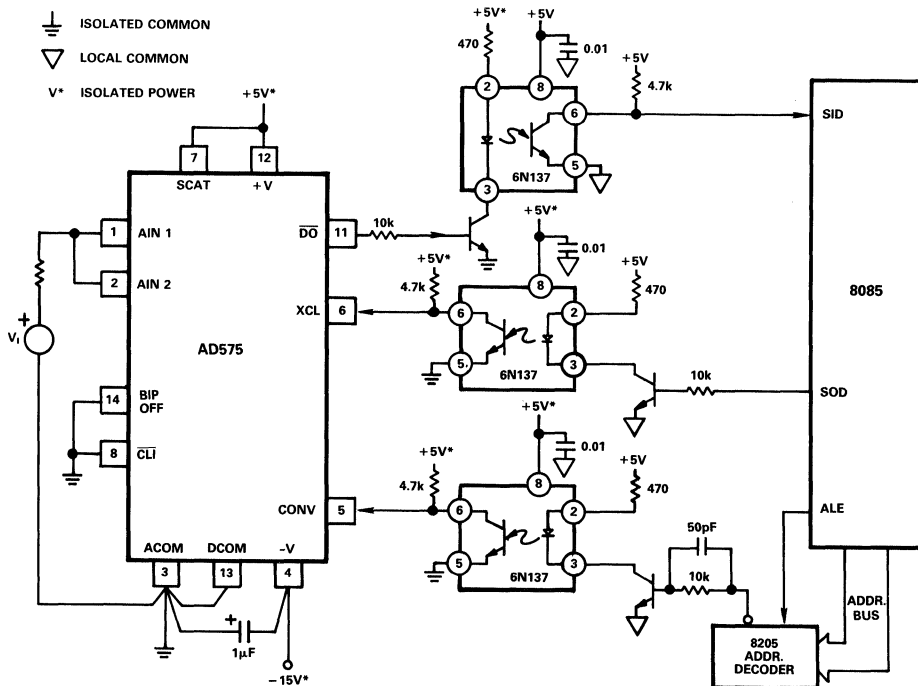 ISOLATED COMMON
LOCAL COMMON
V* ISOLATED POWER
+5V*
7
SCAT
12
+V
1
AIN 1
2
AIN 2
14
BIP
OFF
8
CLI
AD575
DO
11
XCL
6
CONV
5
ACOM
3
DCOM
13
–V
4
+
V₁
+
1μF
–15V*
10k
+5V*
470
+5V
0.01
2
8
6
5
3
6N137
+5V
4.7k
+5V*
0.01
+5V*
4.7k
8
6
5.
2
3
6N137
+5V
470
10k
+5V*
0.01
+5V*
4.7k
8
6
5
2
3
6N137
+5V
470
50pF
10k
SID
8085
SOD
ALE
ADDR.
BUS
8205
ADDR.
DECODER